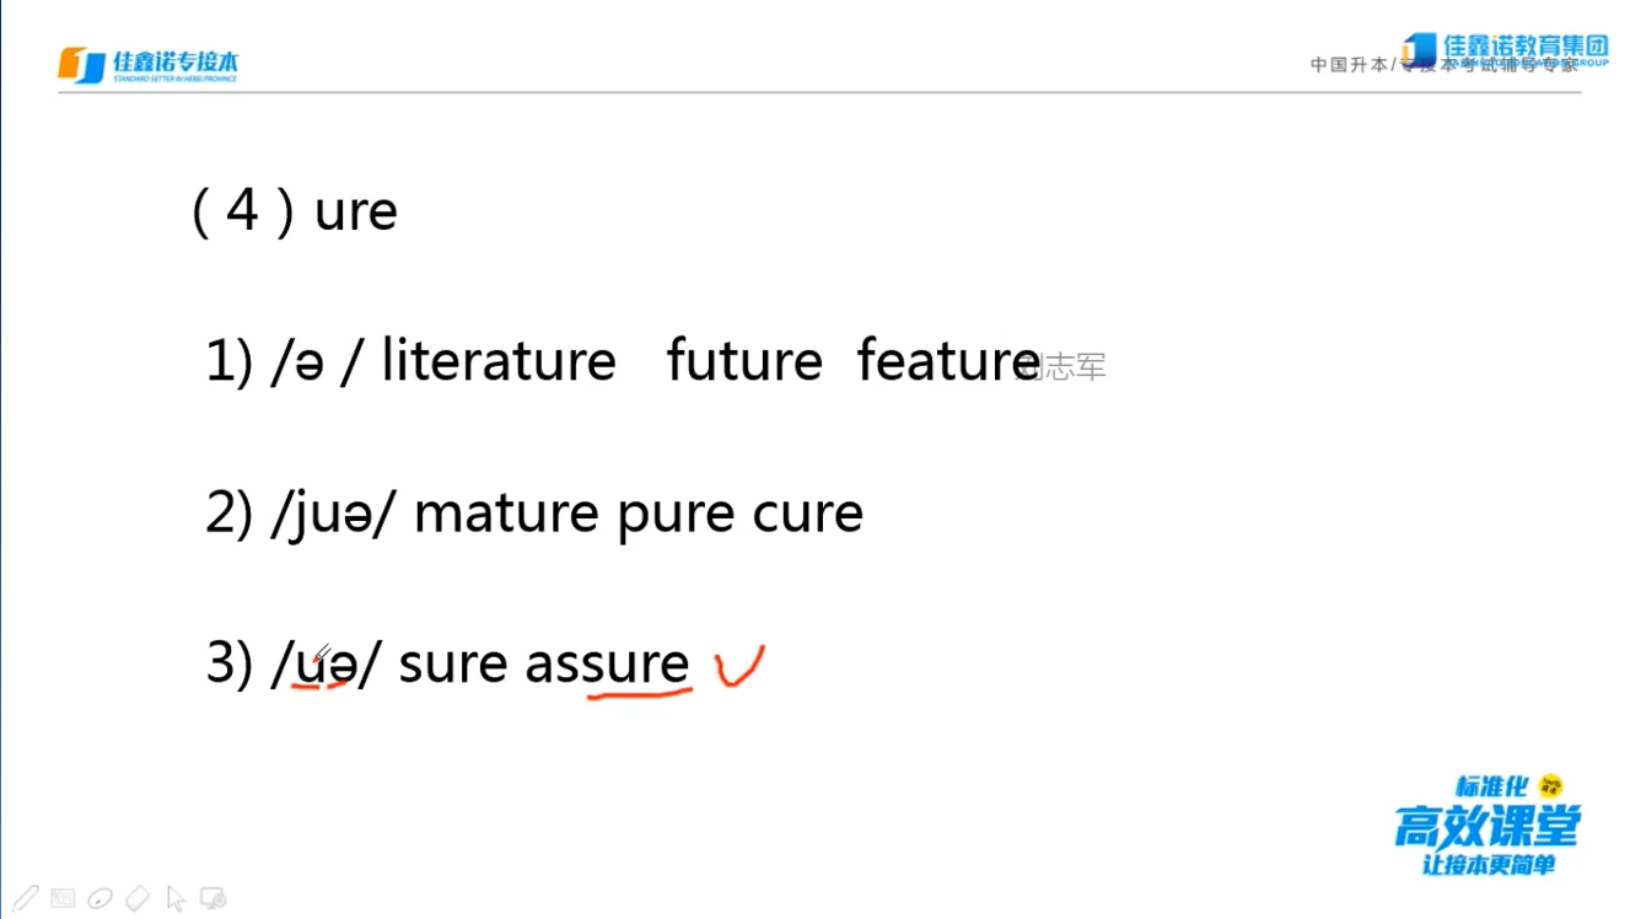 佳鑫诺专接本
STANDARD SETTER IN HEBEI PROVINCE
佳鑫诺教育集团
中国升本/专接本考试辅导专家
( 4 ) ure
1) /ə / literature future feature
刘志军
2) /juə/ mature pure cure
3) /uə/ sure assure
标准化
高效课堂
让接本更简单